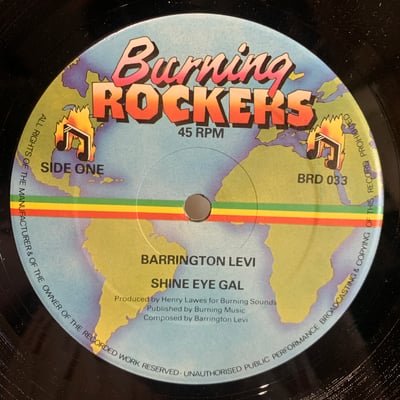 Burning
ROCKERS
45 RPM
SIDE ONE
BRD 033
BARRINGTON LEVI
SHINE EYE GAL
Produced by Henry Lawes for Burning Sounds
Published by Burning Music
Composed by Barrington Levi
ALL RIGHTS OF THE MANUFACTURER & OF THE OWNER OF THE RECORDED WORK RESERVED · UNAUTHORISED PUBLIC PERFORMANCE BROADCASTING & COPYING OF THIS RECORD PROHIBITED